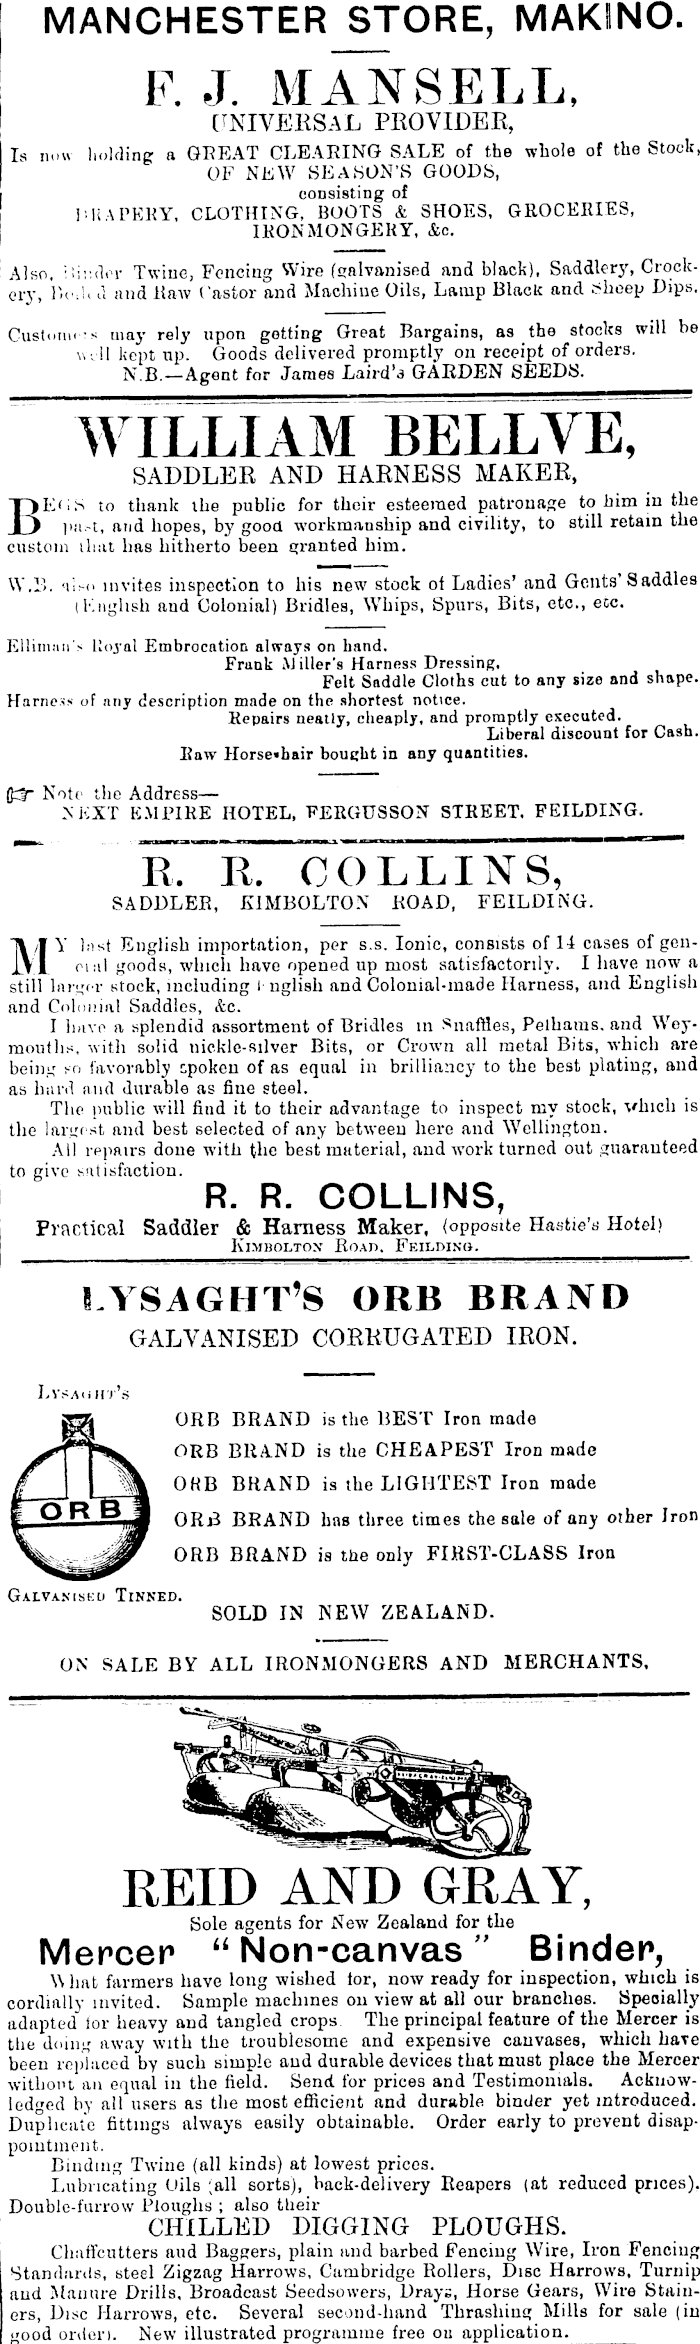 MANCHESTER STORE, MAKINO.
F. J. MANSELL,
UNIVERSAL PROVIDER,
Is now holding a GREAT CLEARING SALE of the whole of the Stock,
OF NEW SEASON'S GOODS,
consisting of
DRAPERY, CLOTHING, BOOTS & SHOES, GROCERIES,
IRONMONGERY, &c.
Also, Binder Twine, Fencing Wire (galvanised and black), Saddlery, Crock-
ery, Boiled and Raw Castor and Machine Oils, Lamp Black and Sheep Dips.
Customers may rely upon getting Great Bargains, as the stocks will be
well kept up. Goods delivered promptly on receipt of orders.
N.B.—Agent for James Laird's GARDEN SEEDS.
WILLIAM BELLVE,
SADDLER AND HARNESS MAKER,
BEGS to thank the public for their esteemed patronage to him in the
past, and hopes, by good workmanship and civility, to still retain the
custom that has hitherto been granted him.
W.B. also invites inspection to his new stock of Ladies' and Gents' Saddles
(English and Colonial) Bridles, Whips, Spurs, Bits, etc., etc.
Elliman's Royal Embrocation always on hand.
Frank Miller's Harness Dressing.
Felt Saddle Cloths cut to any size and shape.
Harness of any description made on the shortest notice.
Repairs neatly, cheaply, and promptly executed.
Liberal discount for Cash.
Raw Horse-hair bought in any quantities.
☞ Note the Address—
NEXT EMPIRE HOTEL, FERGUSSON STREET, FEILDING.
R. R. COLLINS,
SADDLER, KIMBOLTON ROAD, FEILDING.
MY last English importation, per s.s. Ionic, consists of 14 cases of gen-
eral goods, which have opened up most satisfactorily. I have now a
still larger stock, including English and Colonial-made Harness, and English
and Colonial Saddles, &c.
I have a splendid assortment of Bridles in Snaffles, Pelhams, and Wey-
mouths, with solid nickle-silver Bits, or Crown all metal Bits, which are
being so favorably spoken of as equal in brilliancy to the best plating, and
as hard and durable as fine steel.
The public will find it to their advantage to inspect my stock, which is
the largest and best selected of any between here and Wellington.
All repairs done with the best material, and work turned out guaranteed
to give satisfaction.
R. R. COLLINS,
Practical Saddler & Harness Maker, (opposite Hastie's Hotel)
KIMBOLTON ROAD, FEILDING.
LYSAGHT'S ORB BRAND
GALVANISED CORRUGATED IRON.
LYSAGHT'S
ORB
GALVANISED TINNED.
ORB BRAND is the BEST Iron made
ORB BRAND is the CHEAPEST Iron made
ORB BRAND is the LIGHTEST Iron made
ORB BRAND has three times the sale of any other Iron
ORB BRAND is the only FIRST-CLASS Iron
SOLD IN NEW ZEALAND.
ON SALE BY ALL IRONMONGERS AND MERCHANTS,
REID AND GRAY,
Sole agents for New Zealand for the
Mercer "Non-canvas" Binder,
What farmers have long wished for, now ready for inspection, which is
cordially invited. Sample machines on view at all our branches. Specially
adapted for heavy and tangled crops. The principal feature of the Mercer is
the doing away with the troublesome and expensive canvases, which have
been replaced by such simple and durable devices that must place the Mercer
without an equal in the field. Send for prices and Testimonials. Acknow-
ledged by all users as the most efficient and durable binder yet introduced.
Duplicate fittings always easily obtainable. Order early to prevent disap-
pointment.
Binding Twine (all kinds) at lowest prices.
Lubricating Oils (all sorts), back-delivery Reapers (at reduced prices).
Double-furrow Ploughs; also their
CHILLED DIGGING PLOUGHS.
Chaffcutters and Baggers, plain and barbed Fencing Wire, Iron Fencing
Standards, steel Zigzag Harrows, Cambridge Rollers, Disc Harrows, Turnip
and Manure Drills, Broadcast Seedsowers, Drays, Horse Gears, Wire Stain-
ers, Disc Harrows, etc. Several second-hand Thrashing Mills for sale (in
good order). New illustrated programme free on application.